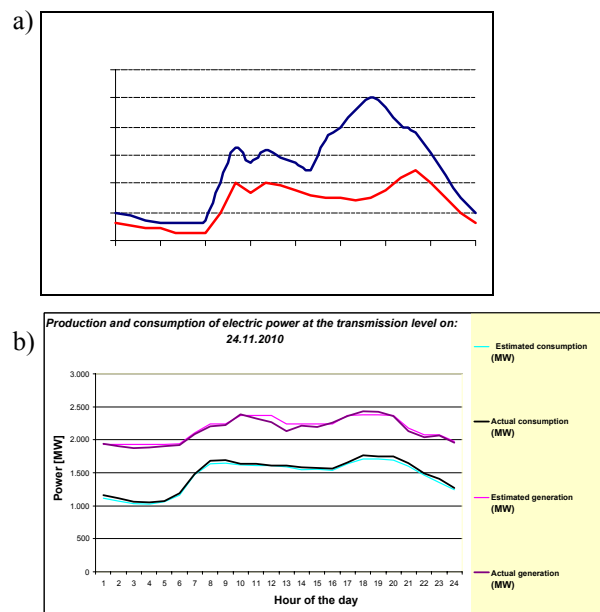 a)
b)
Production and consumption of electric power at the transmission level on:
24.11.2010
Power [MW]
3.000
2.500
2.000
1.500
1.000
500
0
1 2 3 4 5 6 7 8 9 10 11 12 13 14 15 16 17 18 19 20 21 22 23 24
Hour of the day
Estimated consumption
(MW)
Actual consumption
(MW)
Estimated generation
(MW)
Actual generation
(MW)